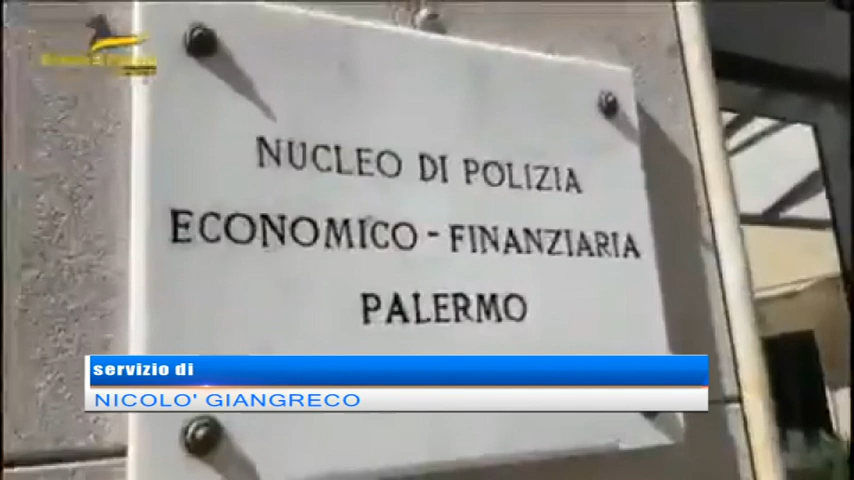 NUCLEO DI POLIZIA
ECONOMICO - FINANZIARIA
PALERMO
servizio di
NICOLO' GIANGRECO